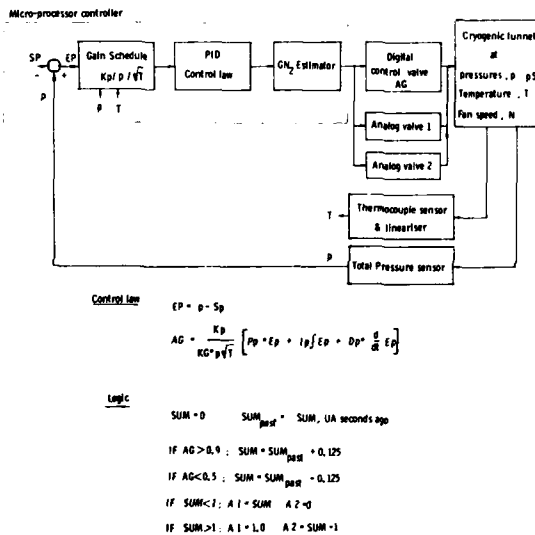 Micro-processor controller
SP
-
EP
+
p
Gain Schedule
Kp/ p / √T
p T
PID
Control law
GN2 Estimator
Digital
control valve
AG
Analog valve 1
Analog valve 2
Cryogenic tunnel
at
pressures, p pS
Temperature, T
Fan speed, N
T
Thermocouple sensor
& lineariser
p
Total Pressure sensor
Control law
EP = p - Sp
AG = Kp / KG*p√T [Pp * Ep + Ip∫Ep + Dp* d/dt Ep]
Logic
SUM = 0 SUMpast = SUM, UA seconds ago
IF AG>0.9 ; SUM = SUMpast + 0.125
IF AG<0.5 ; SUM = SUMpast - 0.125
IF SUM<1 ; A1 = SUM A2 = 0
IF SUM>1 ; A1 = 1.0 A2 = SUM -1